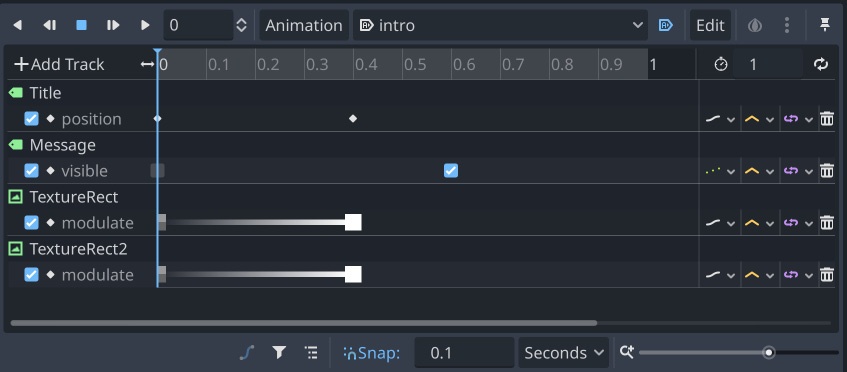 0 Animation intro Edit
Add Track 0 0.1 0.2 0.3 0.4 0.5 0.6 0.7 0.8 0.9 1 1
Title
position
Message
visible
TextureRect
modulate
TextureRect2
modulate
Snap: 0.1 Seconds